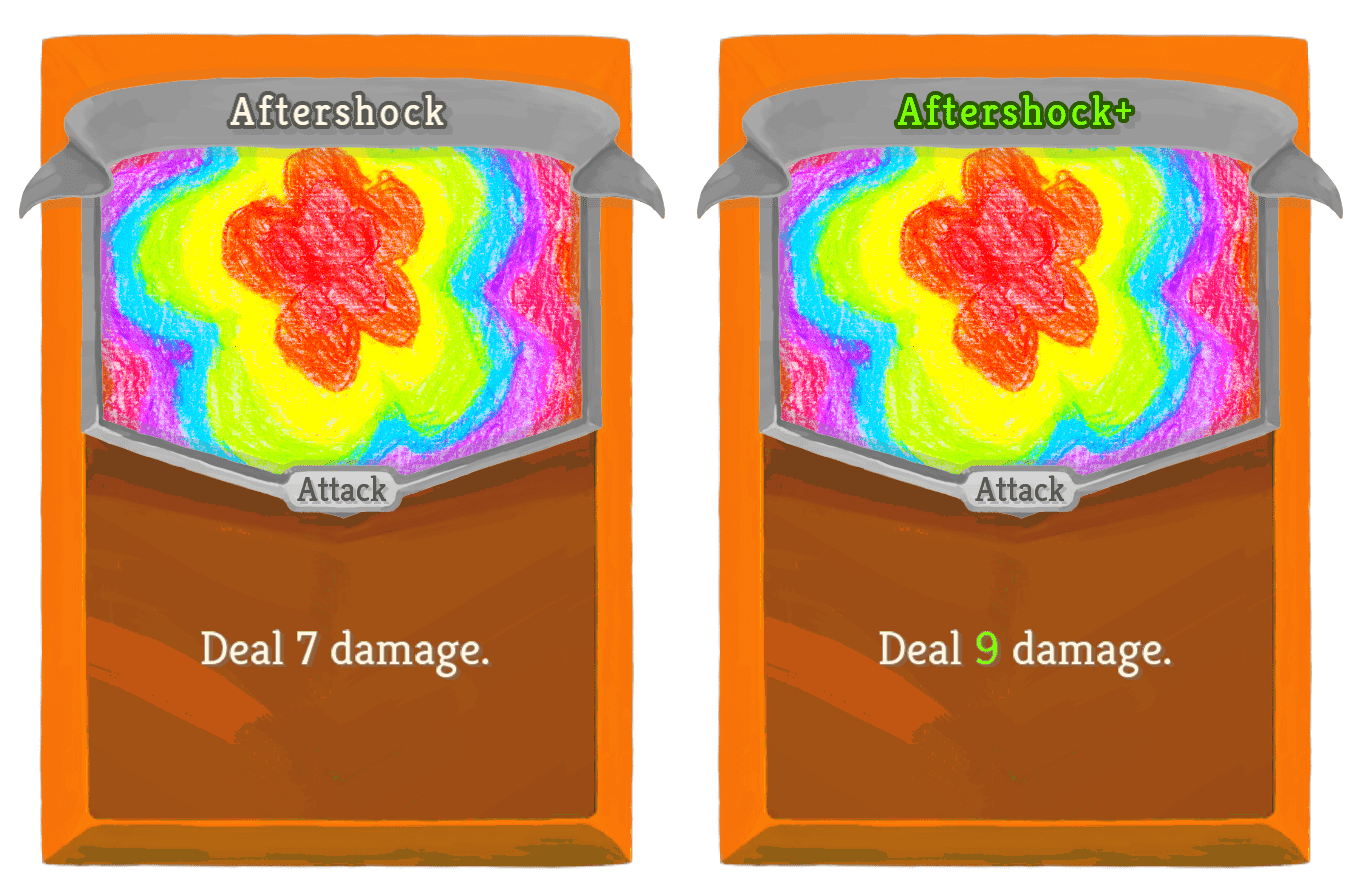 Aftershock
Attack
Deal 7 damage.
Aftershock+
Attack
Deal 9 damage.